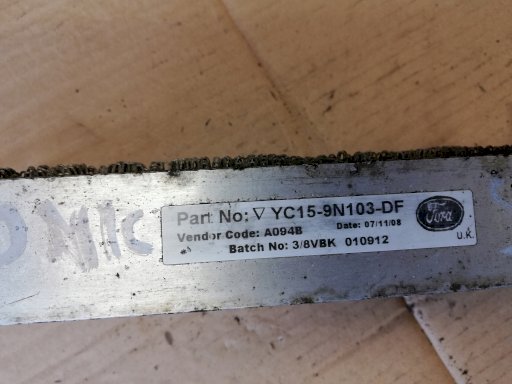 Part No: ▽ YC15-9N103-DF
Vendor Code: A094B Date: 07/11/08
Batch No: 3/8VBK 010912
Ford
U.K.